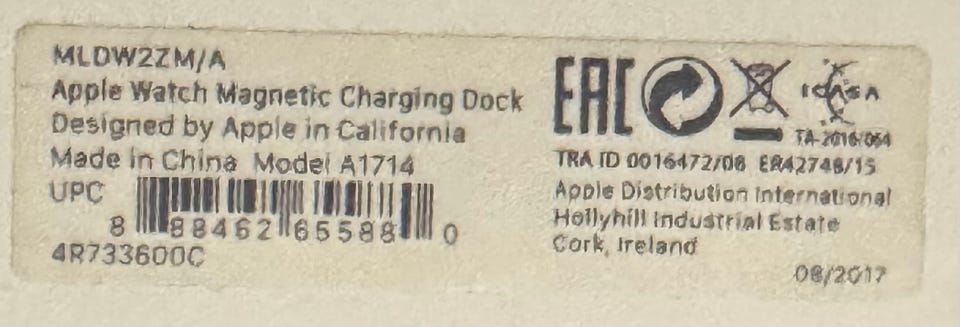 MLDW2ZM/A
Apple Watch Magnetic Charging Dock
Designed by Apple in California
Made in China Model A1714
UPC
8 88462 65588 0
4R733600C
EAC
ICASA
TA-2016/064
TRA ID 0016472/08 ER42748/15
Apple Distribution International
Hollyhill Industrial Estate
Cork, Ireland
08/2017